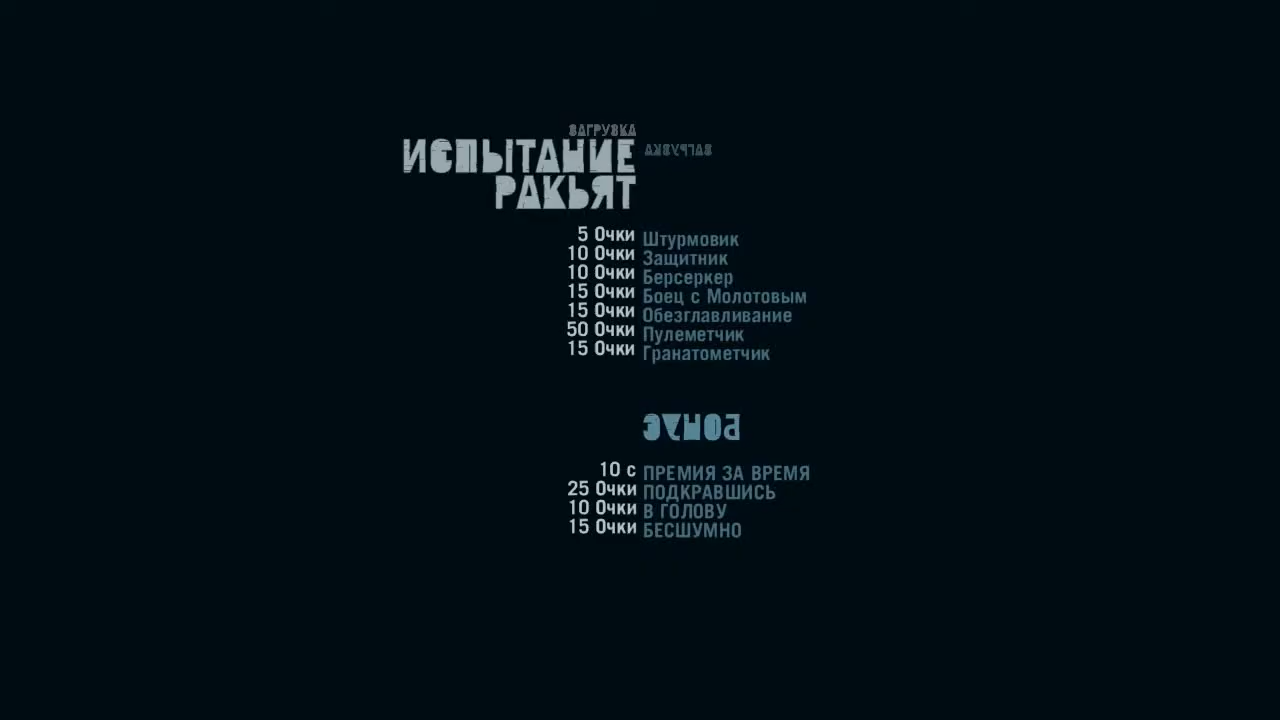 ЗАГРУЗКА
ИСПЫТАНИЕ
РАКЬЯТ
ЗАГРУЗКА
5 Очки Штурмовик
10 Очки Защитник
10 Очки Берсеркер
15 Очки Боец с Молотовым
15 Очки Обезглавливание
50 Очки Пулеметчик
15 Очки Гранатометчик
10 с ПРЕМИЯ ЗА ВРЕМЯ
25 Очки ПОДКРАВШИСЬ
10 Очки В ГОЛОВУ
15 Очки БЕСШУМНО